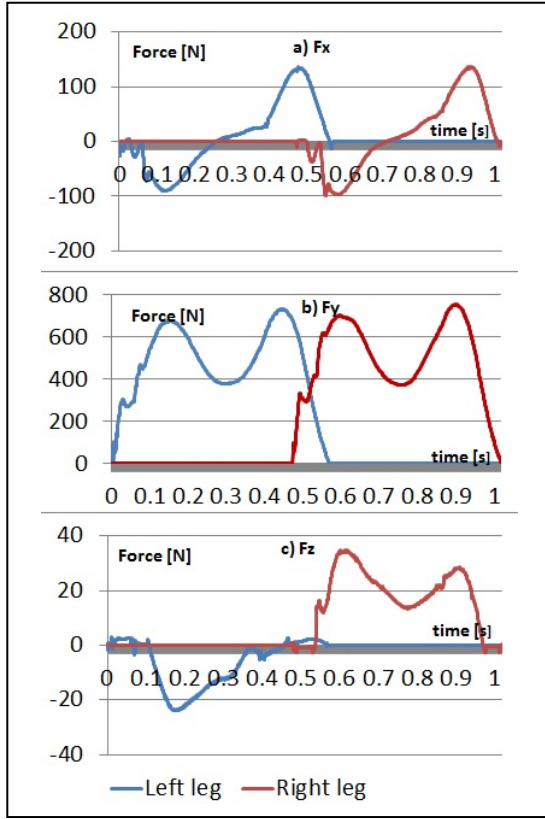 200
a) Fx
Force [N]
100
time [s]
0
0 0.1 0.2 0.3 0.4 0.5 0.6 0.7 0.8 0.9 1
-100
-200
800
Force [N] b) Fy
600
400
200
time [s]
0
0 0.1 0.2 0.3 0.4 0.5 0.6 0.7 0.8 0.9 1
40
Force [N] c) Fz
20
time [s]
0
0 0.1 0.2 0.3 0.4 0.5 0.6 0.7 0.8 0.9 1
-20
-40
Left leg Right leg